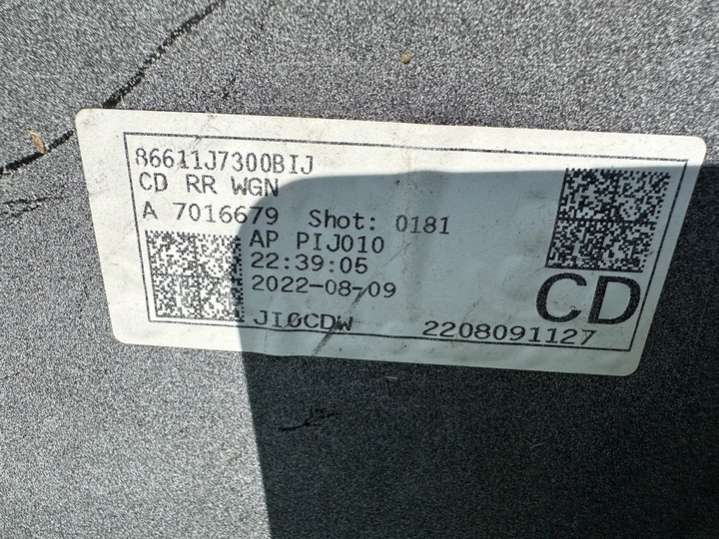 86611J7300BIJ
CD RR WGN
A 7016679 Shot: 0181
AP PIJ010
22:39:05
2022-08-09
CD
JI0CDW 2208091127